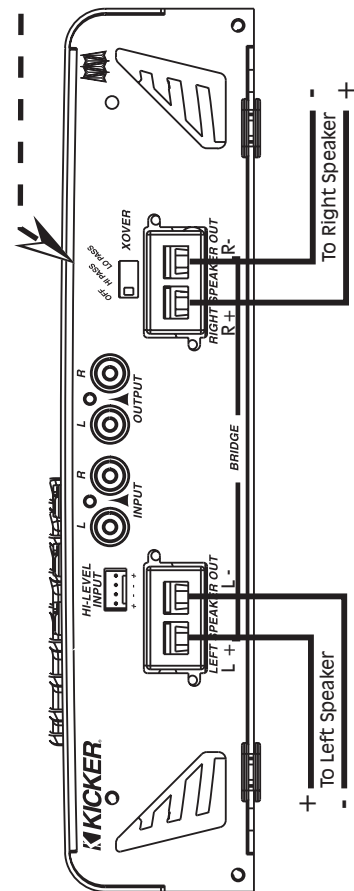 KICKER
HI-LEVEL
INPUT
+ - - +
L R
INPUT
L R
OUTPUT
OFF HI PASS LO PASS
XOVER
LEFT SPEAKER OUT
L + L -
BRIDGE
RIGHT SPEAKER OUT
R + R-
+ To Left Speaker -
To Right Speaker
- +